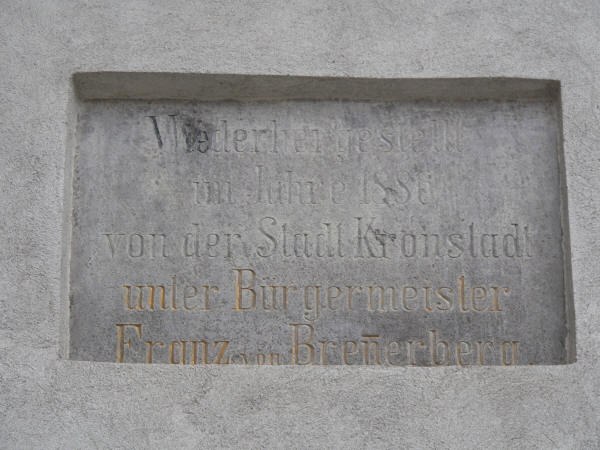 Wiederhergestellt
im Jahre 1886
von der Stadt Kronstadt
unter Bürgermeister
Franz von Breñerberg